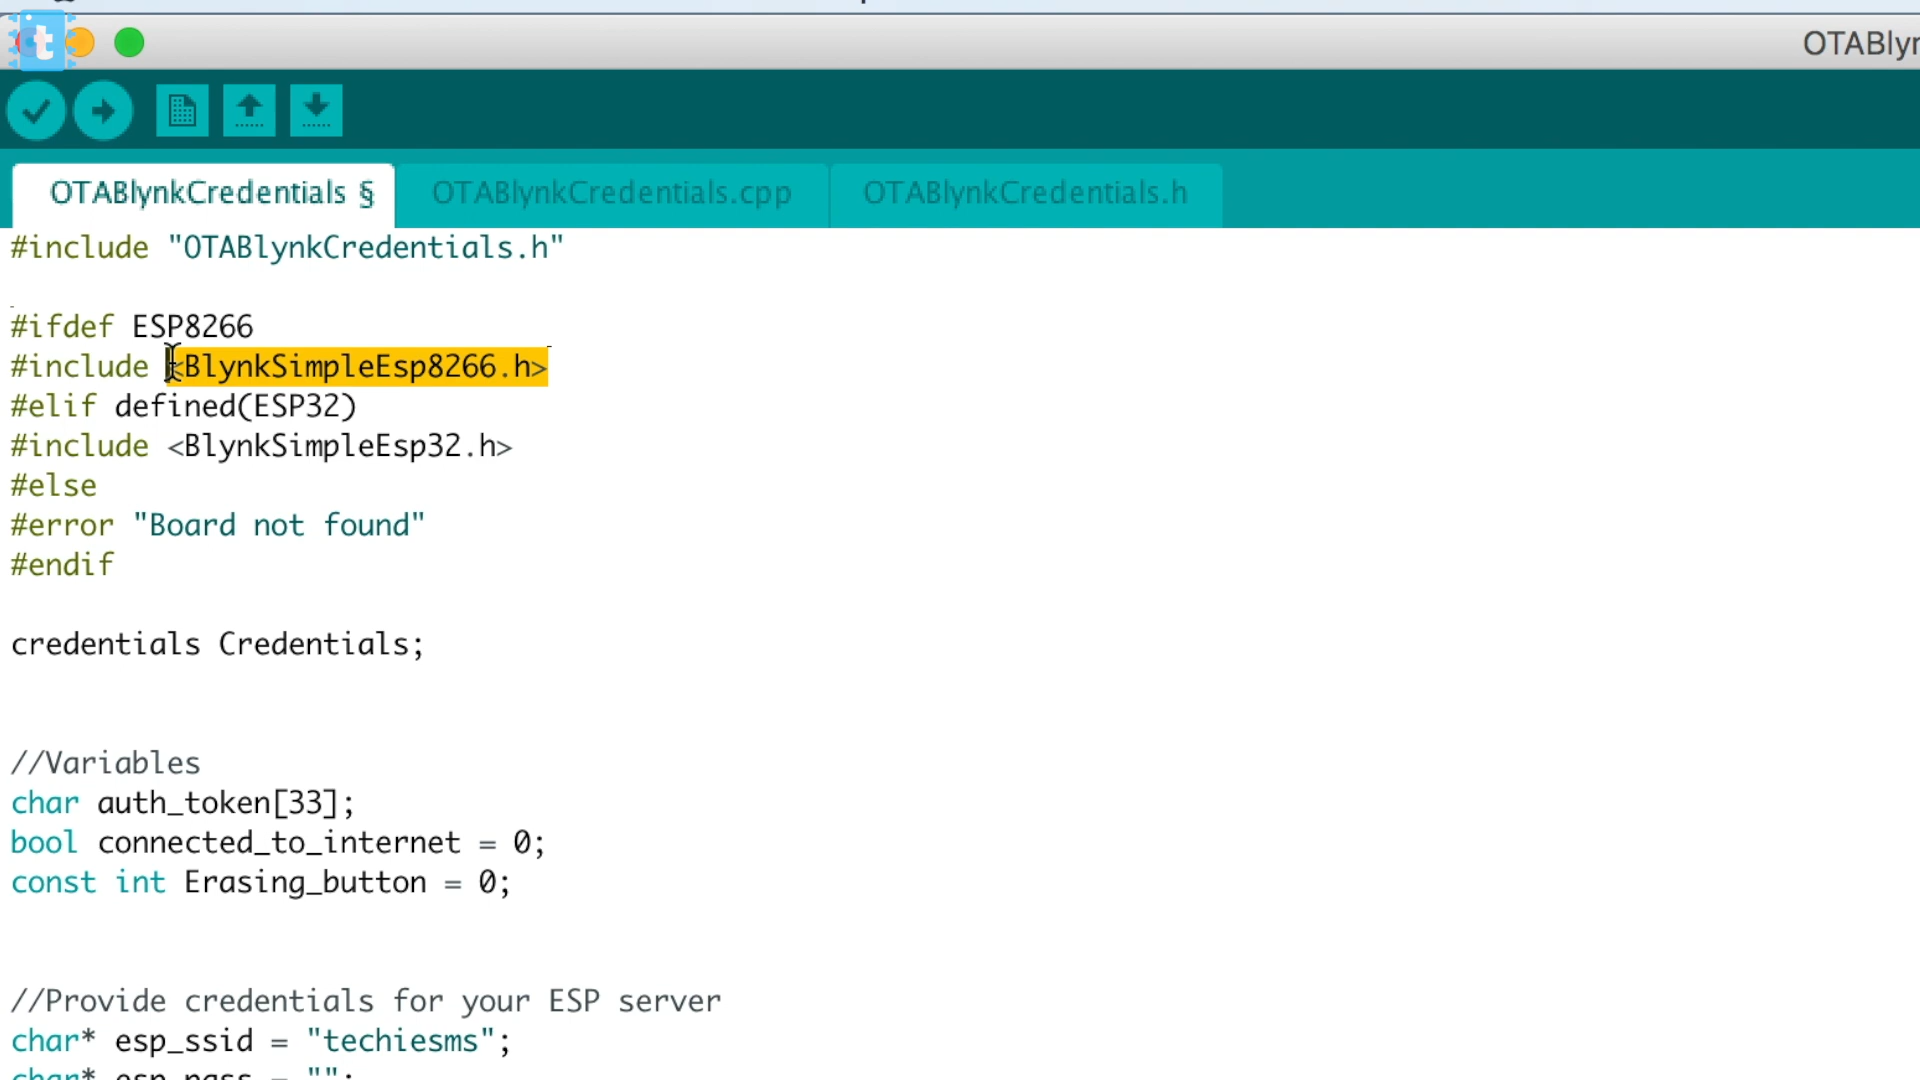 OTABlyn
t
OTABlynkCredentials §
OTABlynkCredentials.cpp
OTABlynkCredentials.h
#include "OTABlynkCredentials.h"
#ifdef ESP8266
#include <BlynkSimpleEsp8266.h>
#elif defined(ESP32)
#include <BlynkSimpleEsp32.h>
#else
#error "Board not found"
#endif
credentials Credentials;
//Variables
char auth_token[33];
bool connected_to_internet = 0;
const int Erasing_button = 0;
//Provide credentials for your ESP server
char* esp_ssid = "techiesms";
char* esp_pass = "";